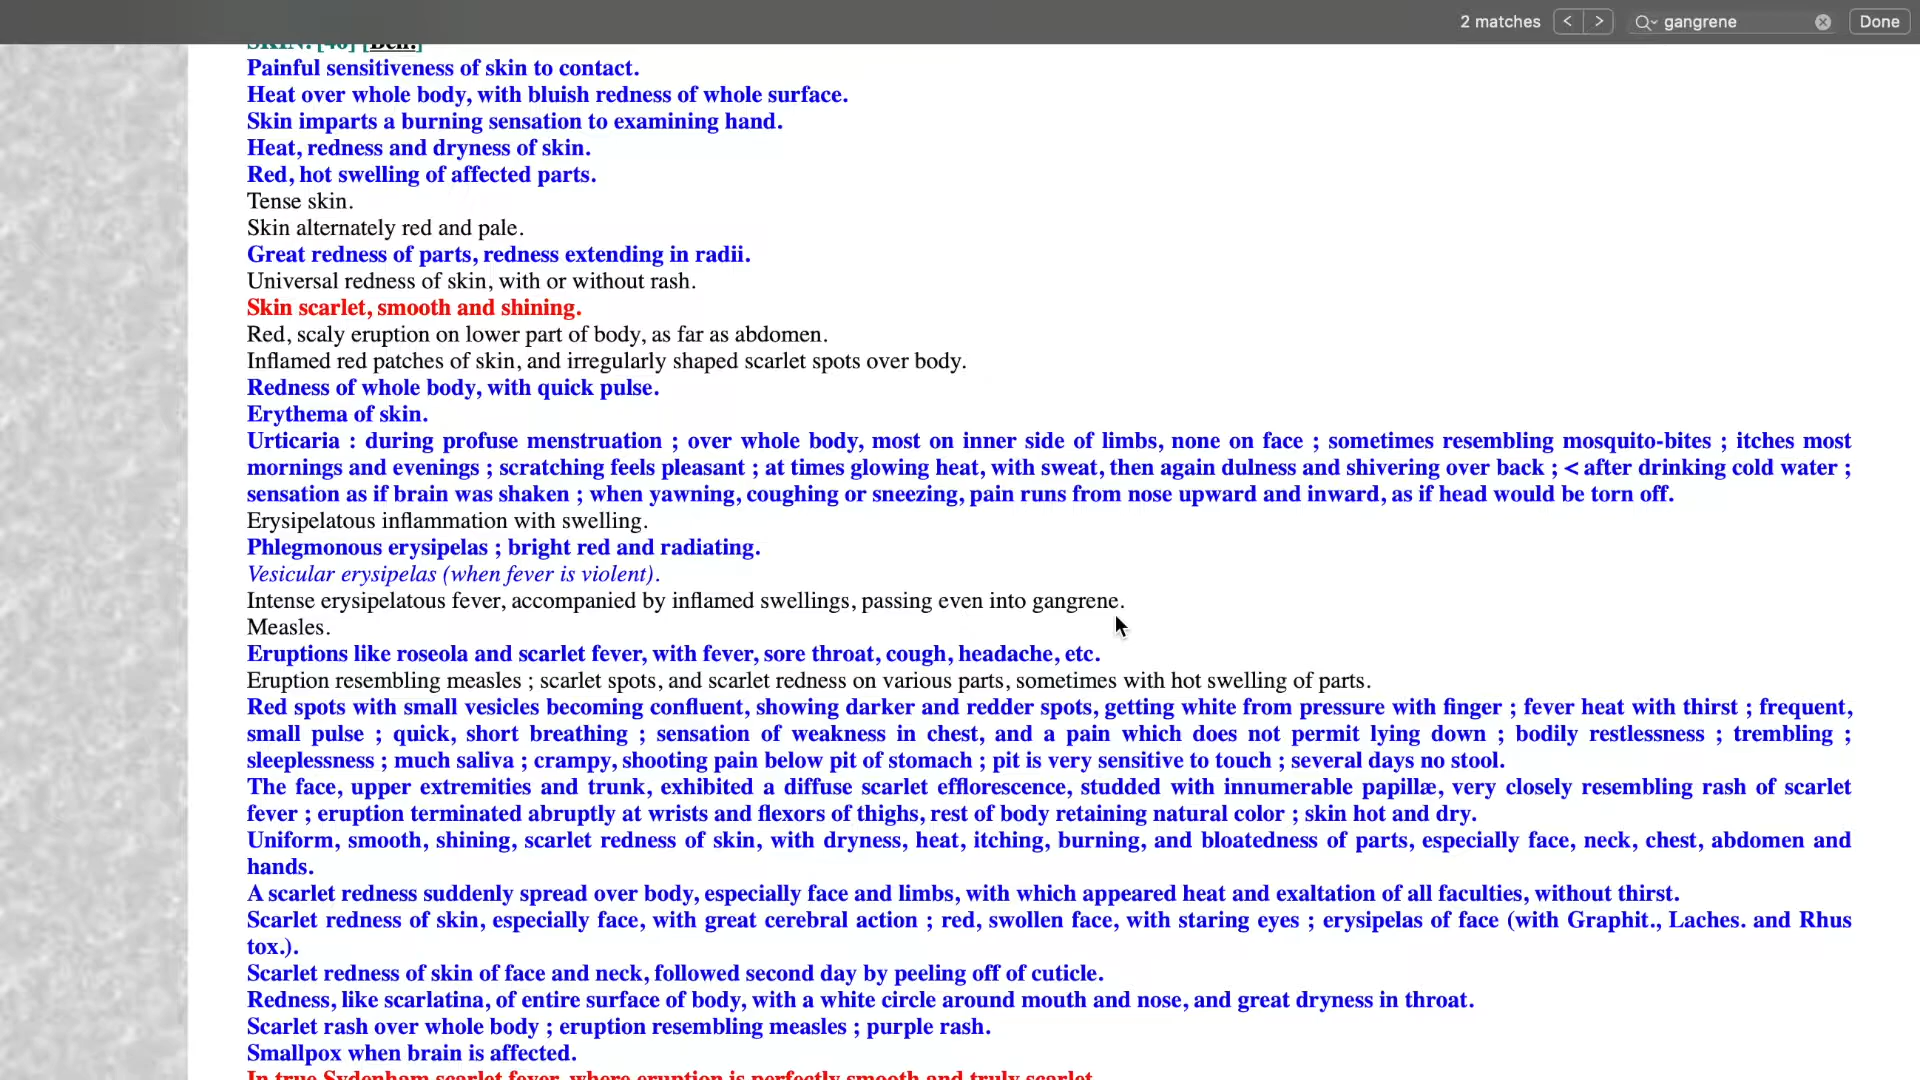 2 matches < > gangrene Done
SKIN. [46] [Bell.]
Painful sensitiveness of skin to contact.
Heat over whole body, with bluish redness of whole surface.
Skin imparts a burning sensation to examining hand.
Heat, redness and dryness of skin.
Red, hot swelling of affected parts.
Tense skin.
Skin alternately red and pale.
Great redness of parts, redness extending in radii.
Universal redness of skin, with or without rash.
Skin scarlet, smooth and shining.
Red, scaly eruption on lower part of body, as far as abdomen.
Inflamed red patches of skin, and irregularly shaped scarlet spots over body.
Redness of whole body, with quick pulse.
Erythema of skin.
Urticaria : during profuse menstruation ; over whole body, most on inner side of limbs, none on face ; sometimes resembling mosquito-bites ; itches most
mornings and evenings ; scratching feels pleasant ; at times glowing heat, with sweat, then again dulness and shivering over back ; < after drinking cold water ;
sensation as if brain was shaken ; when yawning, coughing or sneezing, pain runs from nose upward and inward, as if head would be torn off.
Erysipelatous inflammation with swelling.
Phlegmonous erysipelas ; bright red and radiating.
Vesicular erysipelas (when fever is violent).
Intense erysipelatous fever, accompanied by inflamed swellings, passing even into gangrene.
Measles.
Eruptions like roseola and scarlet fever, with fever, sore throat, cough, headache, etc.
Eruption resembling measles ; scarlet spots, and scarlet redness on various parts, sometimes with hot swelling of parts.
Red spots with small vesicles becoming confluent, showing darker and redder spots, getting white from pressure with finger ; fever heat with thirst ; frequent,
small pulse ; quick, short breathing ; sensation of weakness in chest, and a pain which does not permit lying down ; bodily restlessness ; trembling ;
sleeplessness ; much saliva ; crampy, shooting pain below pit of stomach ; pit is very sensitive to touch ; several days no stool.
The face, upper extremities and trunk, exhibited a diffuse scarlet efflorescence, studded with innumerable papillæ, very closely resembling rash of scarlet
fever ; eruption terminated abruptly at wrists and flexors of thighs, rest of body retaining natural color ; skin hot and dry.
Uniform, smooth, shining, scarlet redness of skin, with dryness, heat, itching, burning, and bloatedness of parts, especially face, neck, chest, abdomen and
hands.
A scarlet redness suddenly spread over body, especially face and limbs, with which appeared heat and exaltation of all faculties, without thirst.
Scarlet redness of skin, especially face, with great cerebral action ; red, swollen face, with staring eyes ; erysipelas of face (with Graphit., Laches. and Rhus
tox.).
Scarlet redness of skin of face and neck, followed second day by peeling off of cuticle.
Redness, like scarlatina, of entire surface of body, with a white circle around mouth and nose, and great dryness in throat.
Scarlet rash over whole body ; eruption resembling measles ; purple rash.
Smallpox when brain is affected.
In true Sydenham scarlet fever, where eruption is perfectly smooth and truly scarlet.